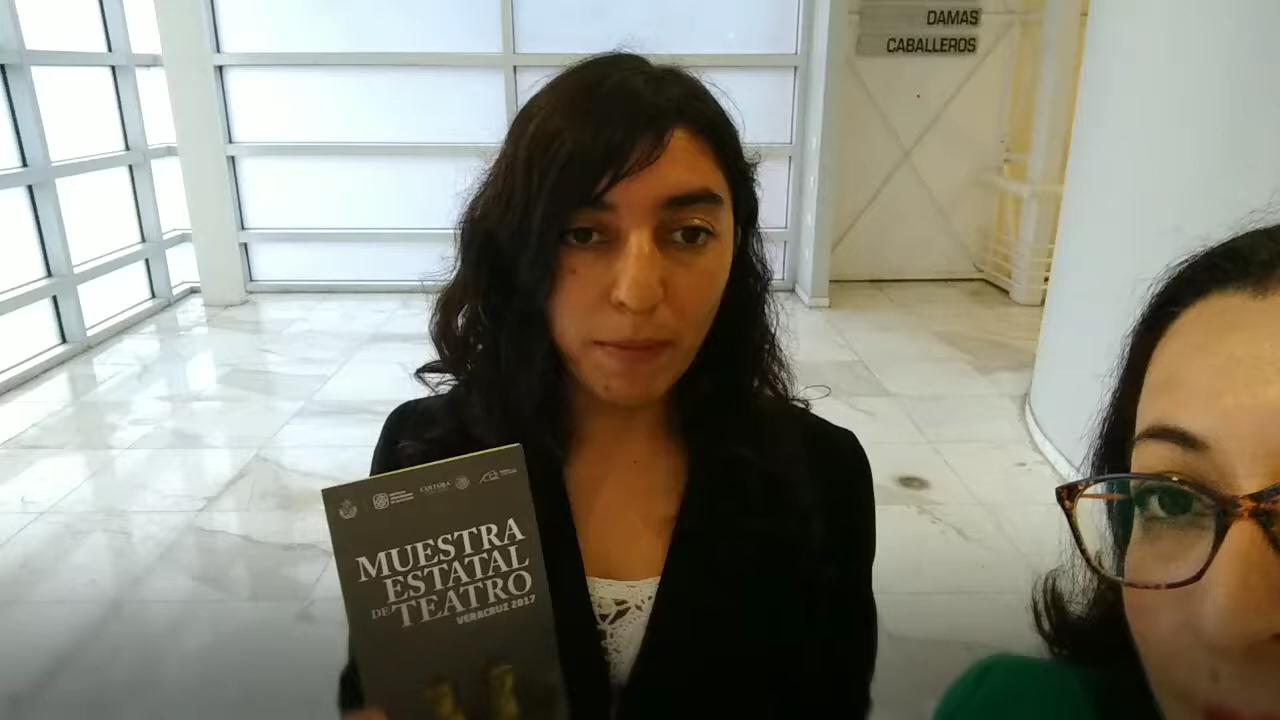 DAMAS
CABALLEROS
CULTURA
MUESTRA
ESTATAL
DE TEATRO
VERACRUZ 2017